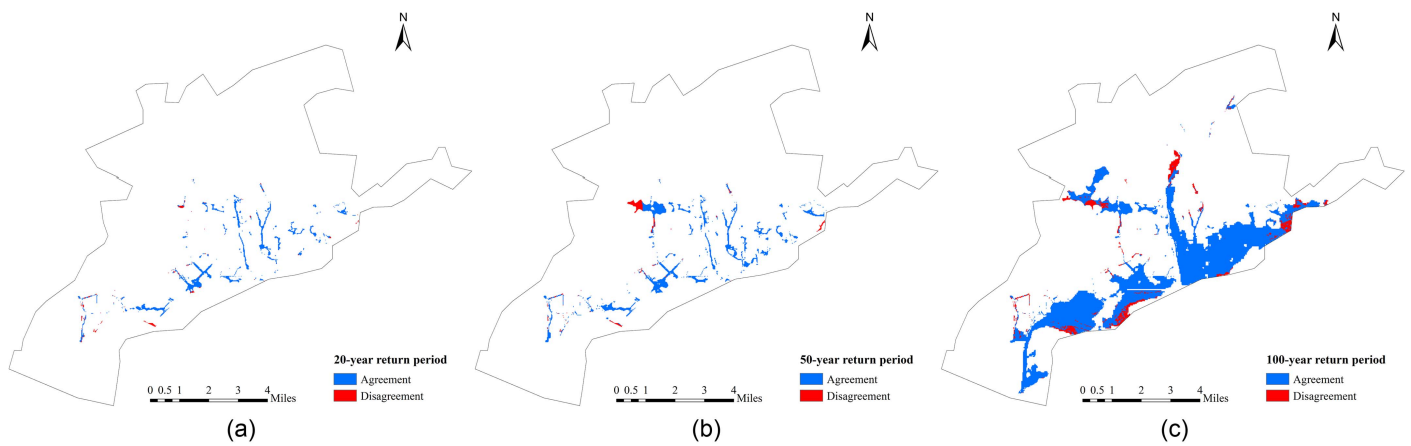 N
20-year return period
Agreement
Disagreement
0 0.5 1 2 3 4
Miles
(a)
N
50-year return period
Agreement
Disagreement
0 0.5 1 2 3 4
Miles
(b)
N
100-year return period
Agreement
Disagreement
0 0.5 1 2 3 4
Miles
(c)